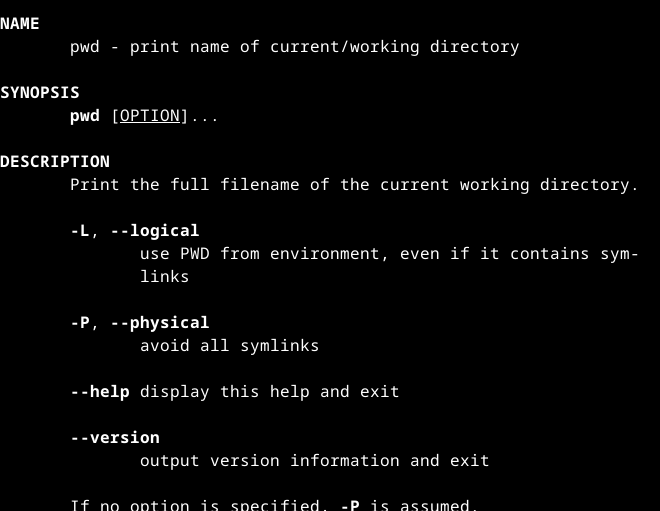 NAME
pwd - print name of current/working directory
SYNOPSIS
pwd [OPTION]...
DESCRIPTION
Print the full filename of the current working directory.
-L, --logical
use PWD from environment, even if it contains sym-
links
-P, --physical
avoid all symlinks
--help display this help and exit
--version
output version information and exit
If no option is specified, -P is assumed.